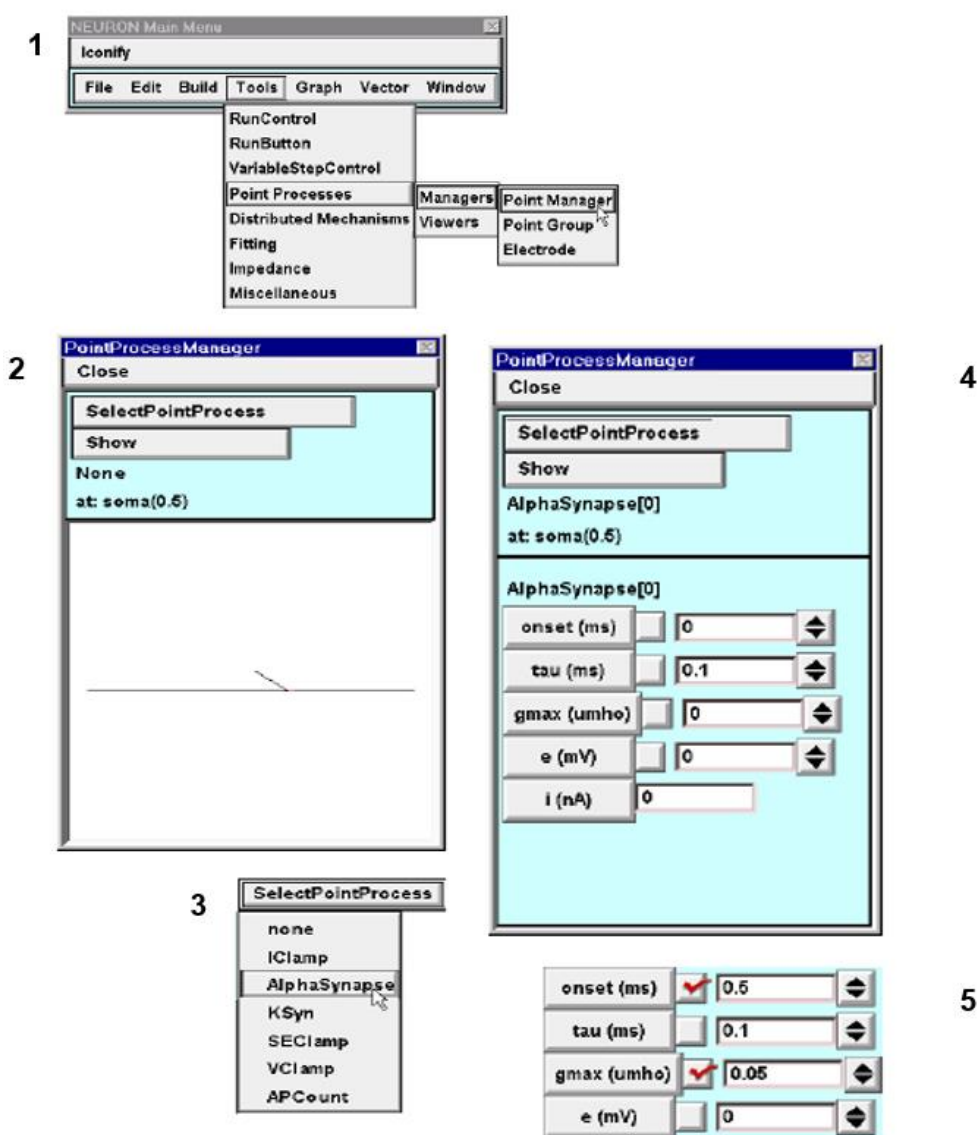 1
NEURON Main Menu
Iconify
File Edit Build Tools Graph Vector Window
RunControl
RunButton
VariableStepControl
Point Processes
Distributed Mechanisms
Fitting
Impedance
Miscellaneous
Managers
Viewers
Point Manager
Point Group
Electrode
2
PointProcessManager
Close
SelectPointProcess
Show
None
at: soma(0.5)
3
SelectPointProcess
none
IClamp
AlphaSynapse
KSyn
SEClamp
VClamp
APCount
4
PointProcessManager
Close
SelectPointProcess
Show
AlphaSynapse[0]
at: soma(0.5)
AlphaSynapse[0]
onset (ms) 0
tau (ms) 0.1
gmax (umho) 0
e (mV) 0
i (nA) 0
5
onset (ms) 0.5
tau (ms) 0.1
gmax (umho) 0.05
e (mV) 0